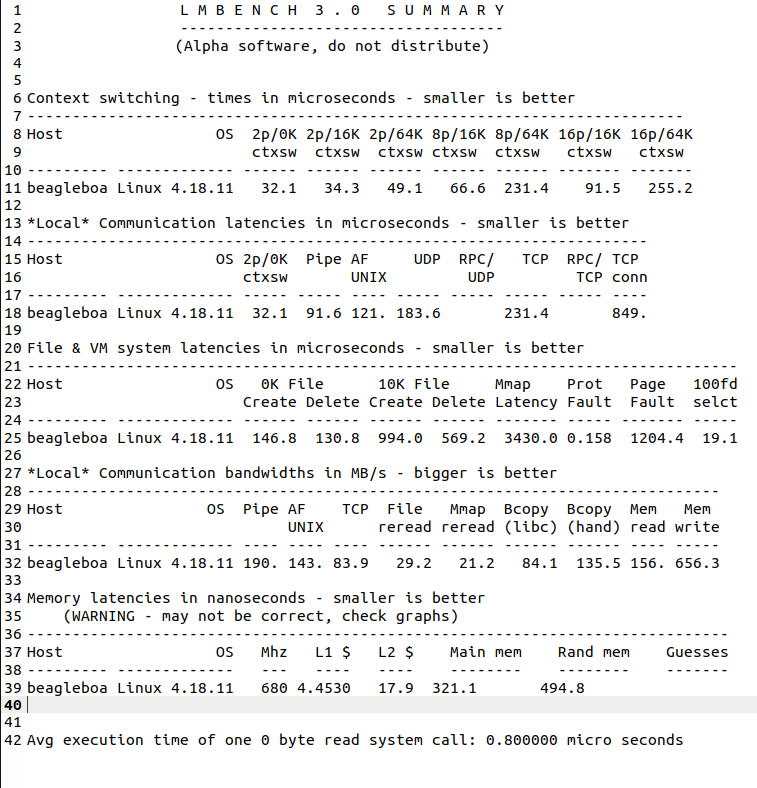 1 L M B E N C H 3 . 0 S U M M A R Y
2 ------------------------------------
3 (Alpha software, do not distribute)
4
5
6 Context switching - times in microseconds - smaller is better
7 -------------------------------------------------------------------------
8 Host OS 2p/0K 2p/16K 2p/64K 8p/16K 8p/64K 16p/16K 16p/64K
9 ctxsw ctxsw ctxsw ctxsw ctxsw ctxsw ctxsw
10 --------- ------------- ------ ------ ------ ------ ------ ------- -------
11 beagleboa Linux 4.18.11 32.1 34.3 49.1 66.6 231.4 91.5 255.2
12
13 *Local* Communication latencies in microseconds - smaller is better
14 ---------------------------------------------------------------------
15 Host OS 2p/0K Pipe AF UDP RPC/ TCP RPC/ TCP
16 ctxsw UNIX UDP TCP conn
17 --------- ------------- ----- ----- ---- ----- ----- ----- ----- ----
18 beagleboa Linux 4.18.11 32.1 91.6 121. 183.6 231.4 849.
19
20 File & VM system latencies in microseconds - smaller is better
21 -------------------------------------------------------------------------------
22 Host OS 0K File 10K File Mmap Prot Page 100fd
23 Create Delete Create Delete Latency Fault Fault selct
24 --------- ------------- ------ ------ ------ ------ ------- ----- ------- -----
25 beagleboa Linux 4.18.11 146.8 130.8 994.0 569.2 3430.0 0.158 1204.4 19.1
26
27 *Local* Communication bandwidths in MB/s - bigger is better
28 -----------------------------------------------------------------------------
29 Host OS Pipe AF TCP File Mmap Bcopy Bcopy Mem Mem
30 UNIX reread reread (libc) (hand) read write
31 --------- ------------- ---- ---- ---- ------ ------ ------ ------ ---- -----
32 beagleboa Linux 4.18.11 190. 143. 83.9 29.2 21.2 84.1 135.5 156. 656.3
33
34 Memory latencies in nanoseconds - smaller is better
35 (WARNING - may not be correct, check graphs)
36 ------------------------------------------------------------------------------
37 Host OS Mhz L1 $ L2 $ Main mem Rand mem Guesses
38 --------- ------------- --- ---- ---- -------- -------- -------
39 beagleboa Linux 4.18.11 680 4.4530 17.9 321.1 494.8
40
41
42 Avg execution time of one 0 byte read system call: 0.800000 micro seconds